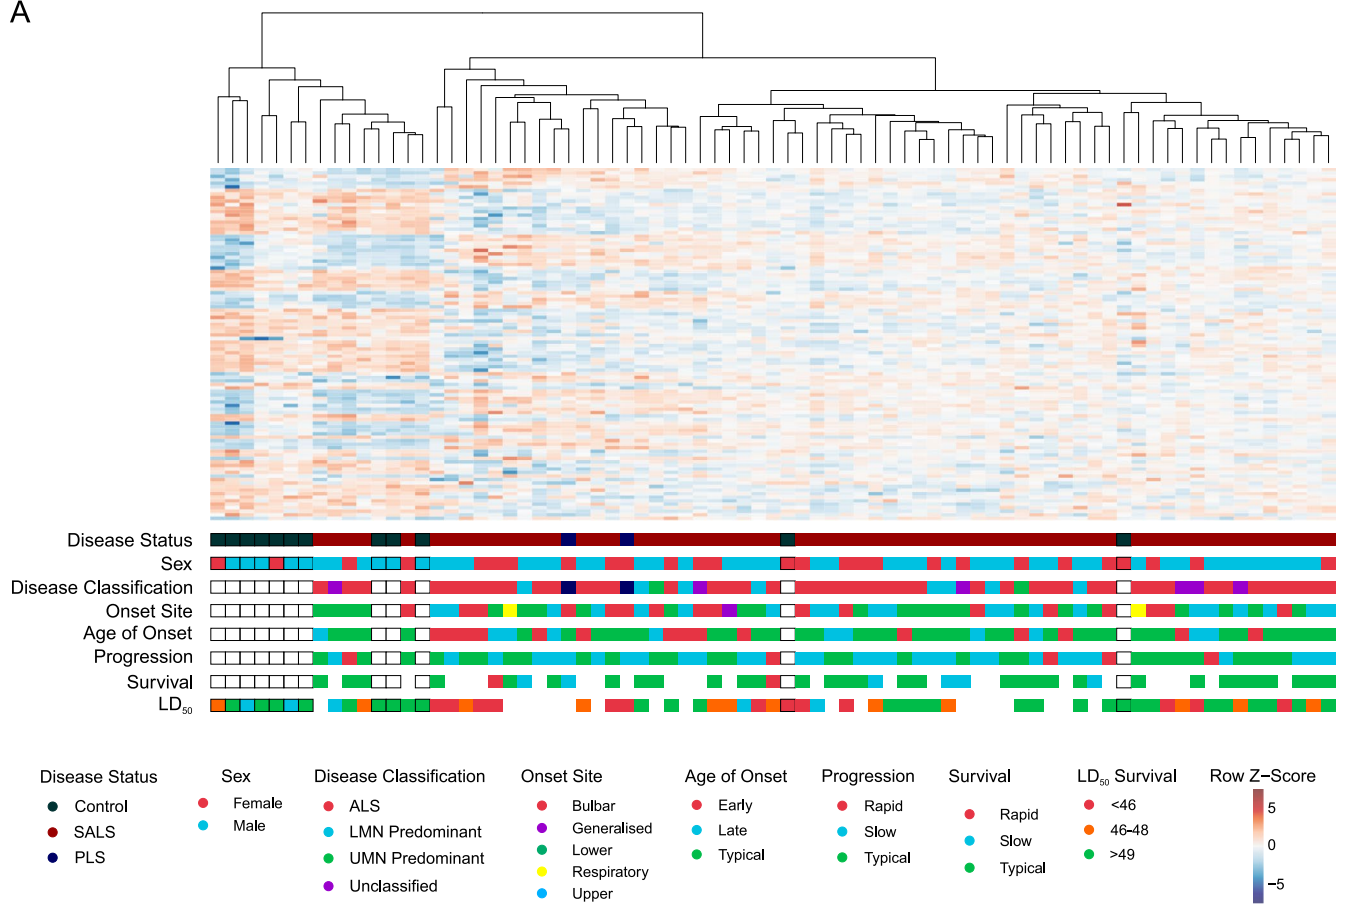 A
Disease Status
Sex
Disease Classification
Onset Site
Age of Onset
Progression
Survival
LD50
Disease Status
Control
SALS
PLS
Sex
Female
Male
Disease Classification
ALS
LMN Predominant
UMN Predominant
Unclassified
Onset Site
Bulbar
Generalised
Lower
Respiratory
Upper
Age of Onset
Early
Late
Typical
Progression
Rapid
Slow
Typical
Survival
Rapid
Slow
Typical
LD50 Survival
<46
46-48
>49
Row Z−Score
5
0
−5